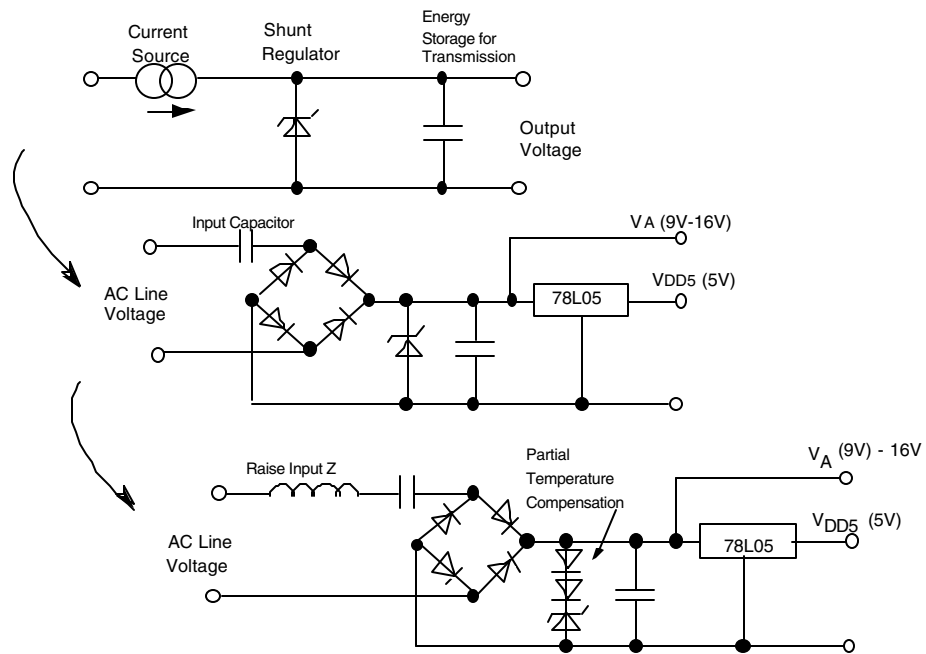 Current
Source
Shunt
Regulator
Energy
Storage for
Transmission
Output
Voltage
Input Capacitor
VA (9V-16V)
AC Line
Voltage
78L05
VDD5 (5V)
Raise Input Z
Partial
Temperature
Compensation
VA (9V) - 16V
AC Line
Voltage
78L05
VDD5 (5V)